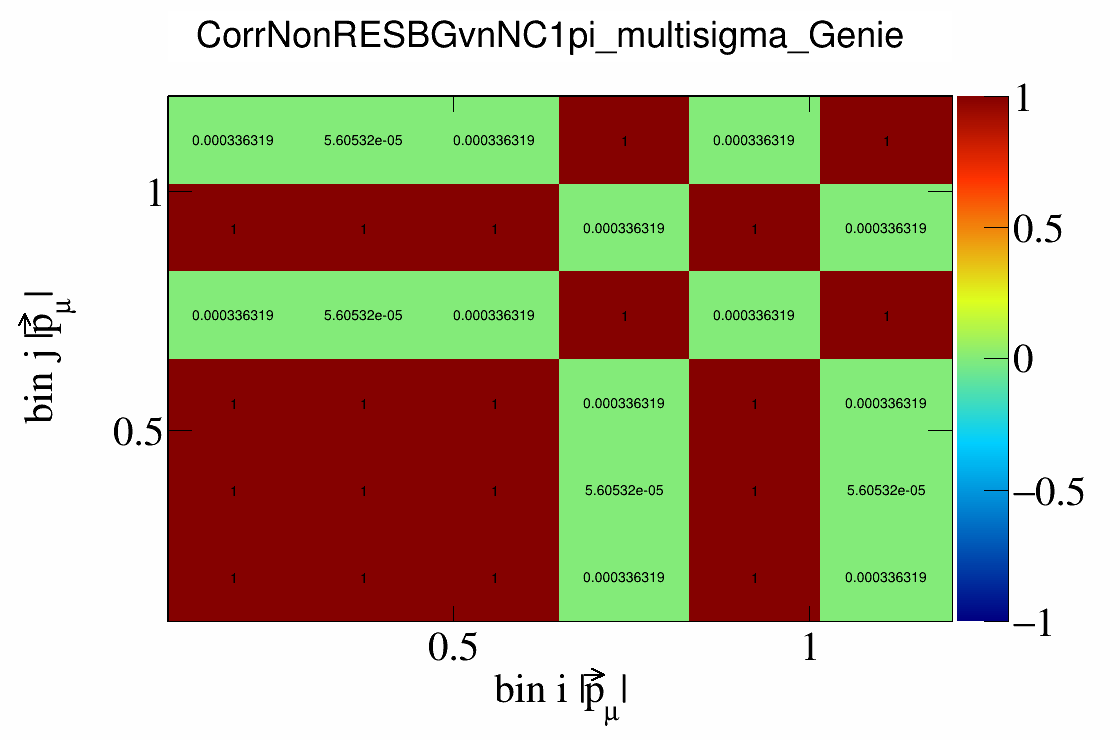 CorrNonRESBGvnNC1pi_multisigma_Genie
0.000336319 5.60532e-05 0.000336319 1 0.000336319 1
1 1 1 0.000336319 1 0.000336319
0.000336319 5.60532e-05 0.000336319 1 0.000336319 1
1 1 1 0.000336319 1 0.000336319
1 1 1 5.60532e-05 1 5.60532e-05
1 1 1 0.000336319 1 0.000336319
1
0.5
bin j |p⃗_μ|
0.5 1
bin i |p⃗_μ|
1
0.5
0
−0.5
−1